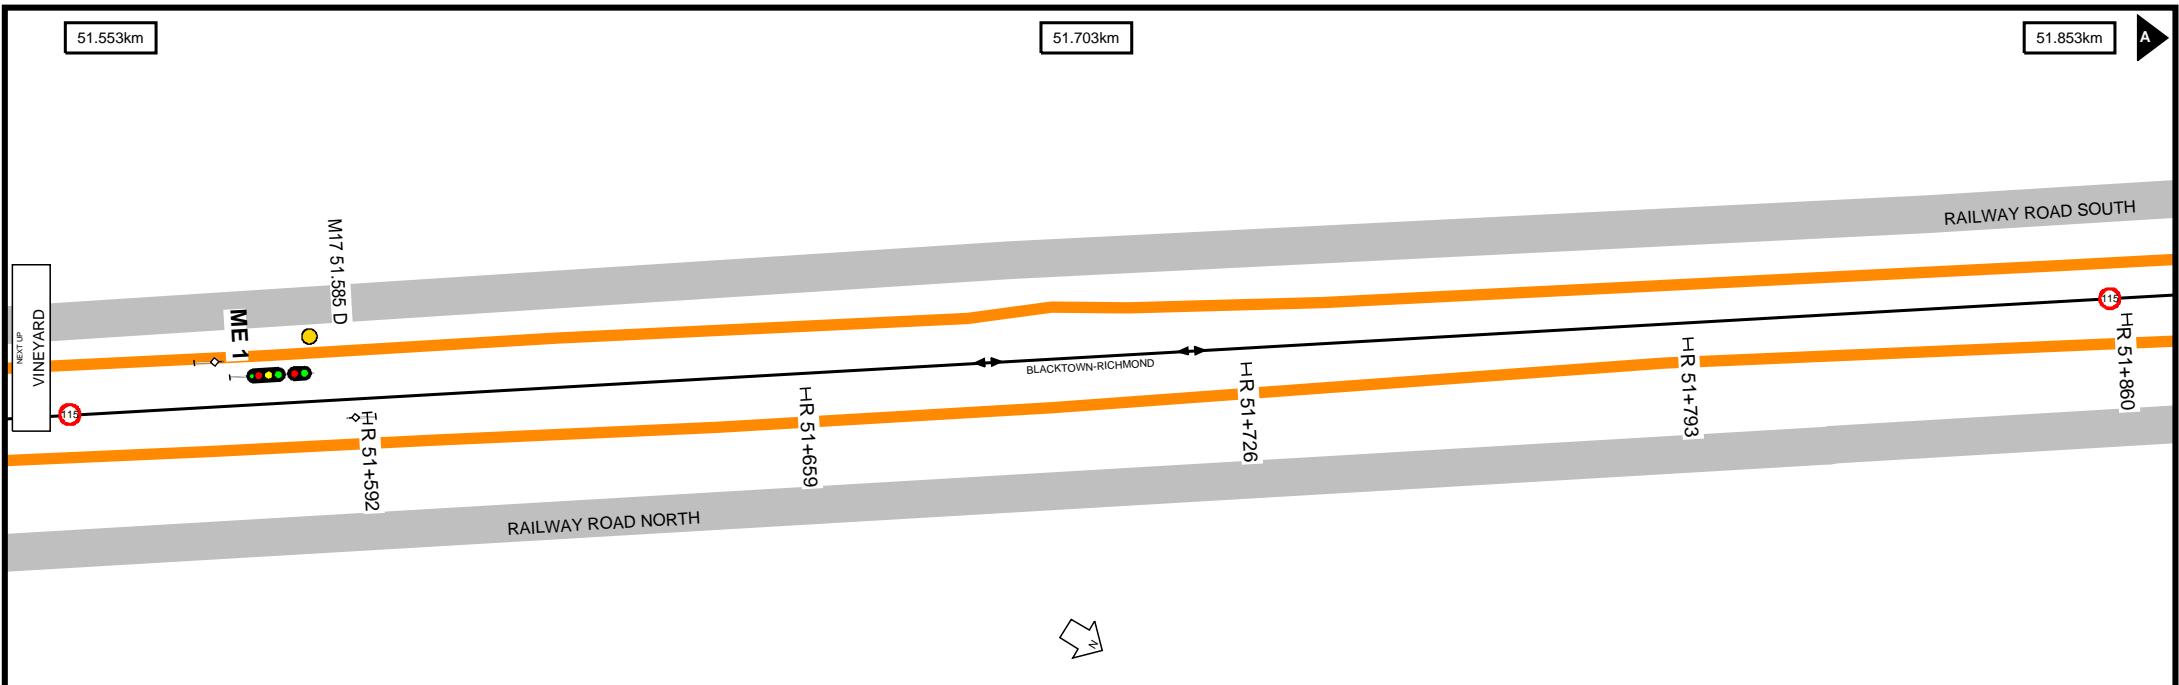 51.553km
51.703km
51.853km
A
RAILWAY ROAD SOUTH
M17 51.585 D
ME 1
NEXT UP
VINEYARD
115
115
BLACKTOWN-RICHMOND
HR 51+592
HR 51+659
HR 51+726
HR 51+793
HR 51+860
RAILWAY ROAD NORTH
N